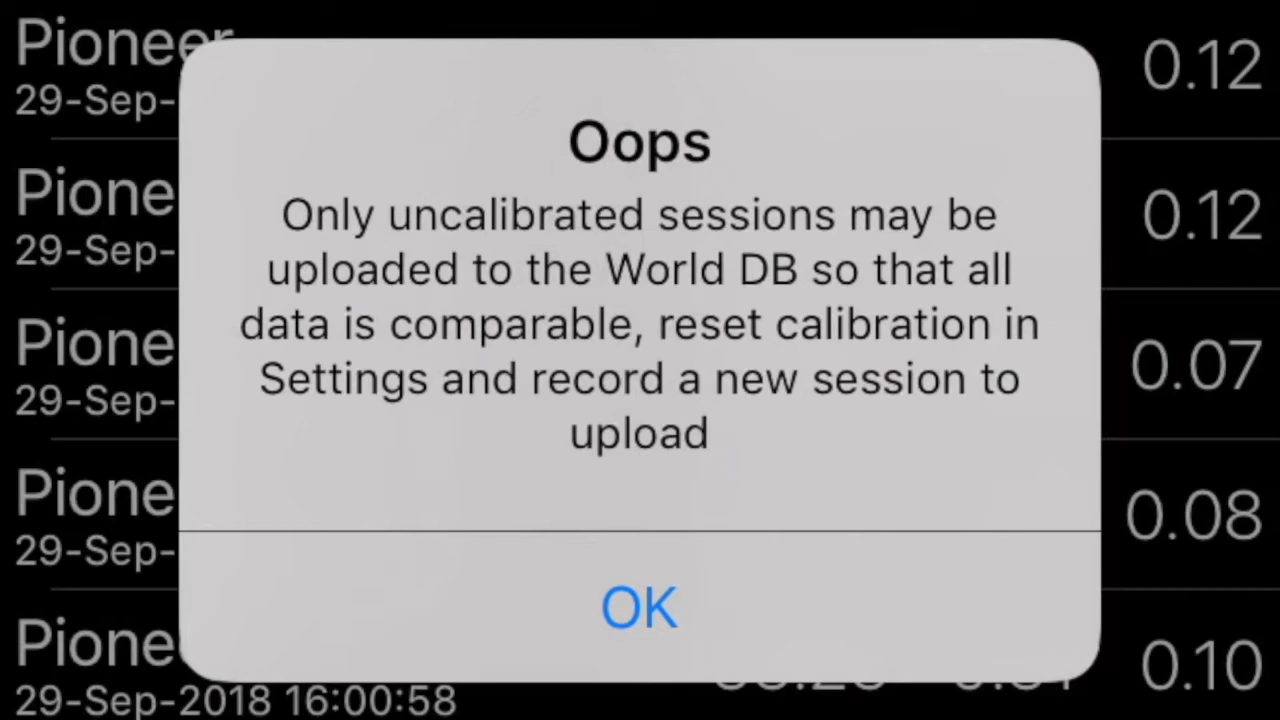 Pioneer 0.12
29-Sep-
Oops
Only uncalibrated sessions may be
uploaded to the World DB so that all
data is comparable, reset calibration in
Settings and record a new session to
upload
OK
Pione 0.12
29-Sep-
Pione 0.07
29-Sep-
Pione 0.08
29-Sep-
Pione 0.10
29-Sep-2018 16:00:58